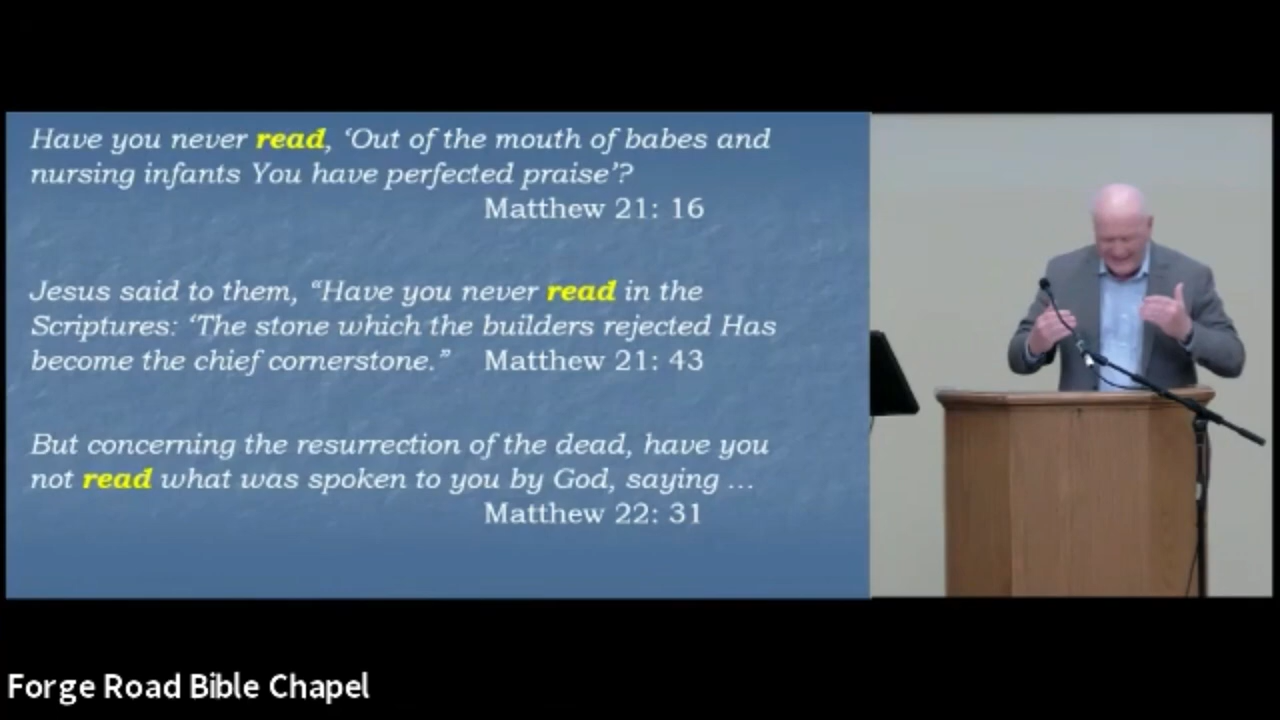 Have you never read, ‘Out of the mouth of babes and
nursing infants You have perfected praise’?
Matthew 21: 16
Jesus said to them, “Have you never read in the
Scriptures: ‘The stone which the builders rejected Has
become the chief cornerstone.” Matthew 21: 43
But concerning the resurrection of the dead, have you
not read what was spoken to you by God, saying ...
Matthew 22: 31
Forge Road Bible Chapel